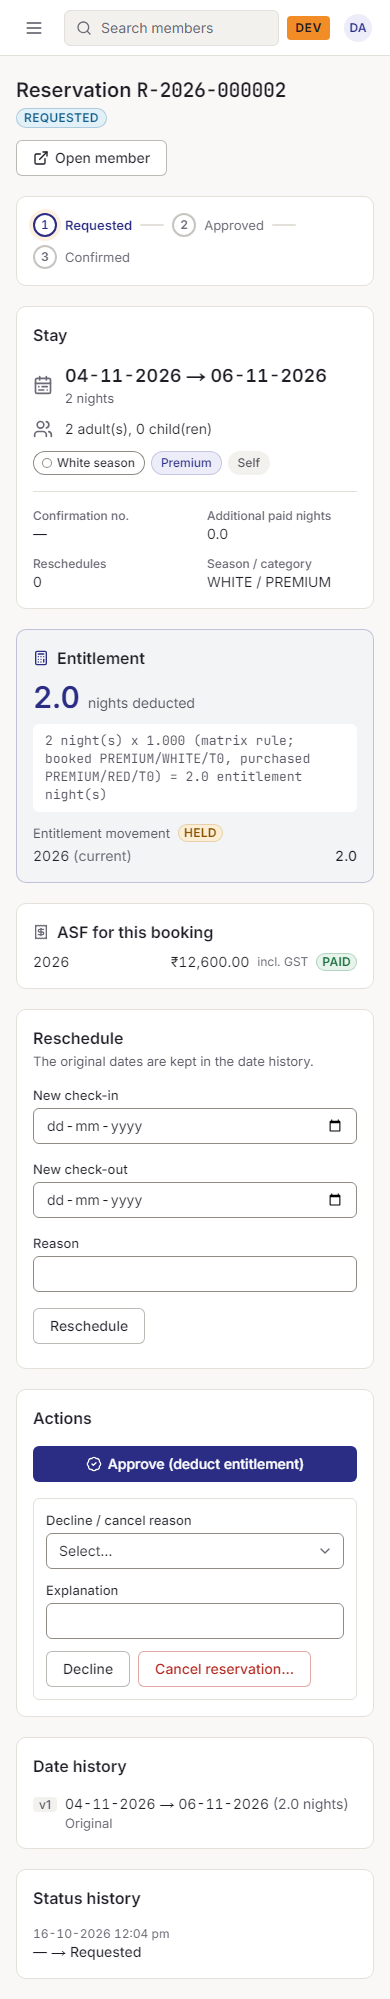 Search members
DEV
DA
Reservation R-2026-000002
REQUESTED
Open member
1 Requested
2 Approved
3 Confirmed
Stay
04-11-2026 → 06-11-2026
2 nights
2 adult(s), 0 child(ren)
White season
Premium
Self
Confirmation no.
Additional paid nights
—
0.0
Reschedules
Season / category
0
WHITE / PREMIUM
Entitlement
2.0 nights deducted
2 night(s) x 1.000 (matrix rule;
booked PREMIUM/WHITE/T0, purchased
PREMIUM/RED/T0) = 2.0 entitlement
night(s)
Entitlement movement HELD
2026 (current) 2.0
ASF for this booking
2026 ₹12,600.00 incl. GST PAID
Reschedule
The original dates are kept in the date history.
New check-in
dd-mm-yyyy
New check-out
dd-mm-yyyy
Reason
Reschedule
Actions
Approve (deduct entitlement)
Decline / cancel reason
Select...
Explanation
Decline
Cancel reservation...
Date history
v1 04-11-2026 → 06-11-2026 (2.0 nights)
Original
Status history
16-10-2026 12:04 pm
— → Requested